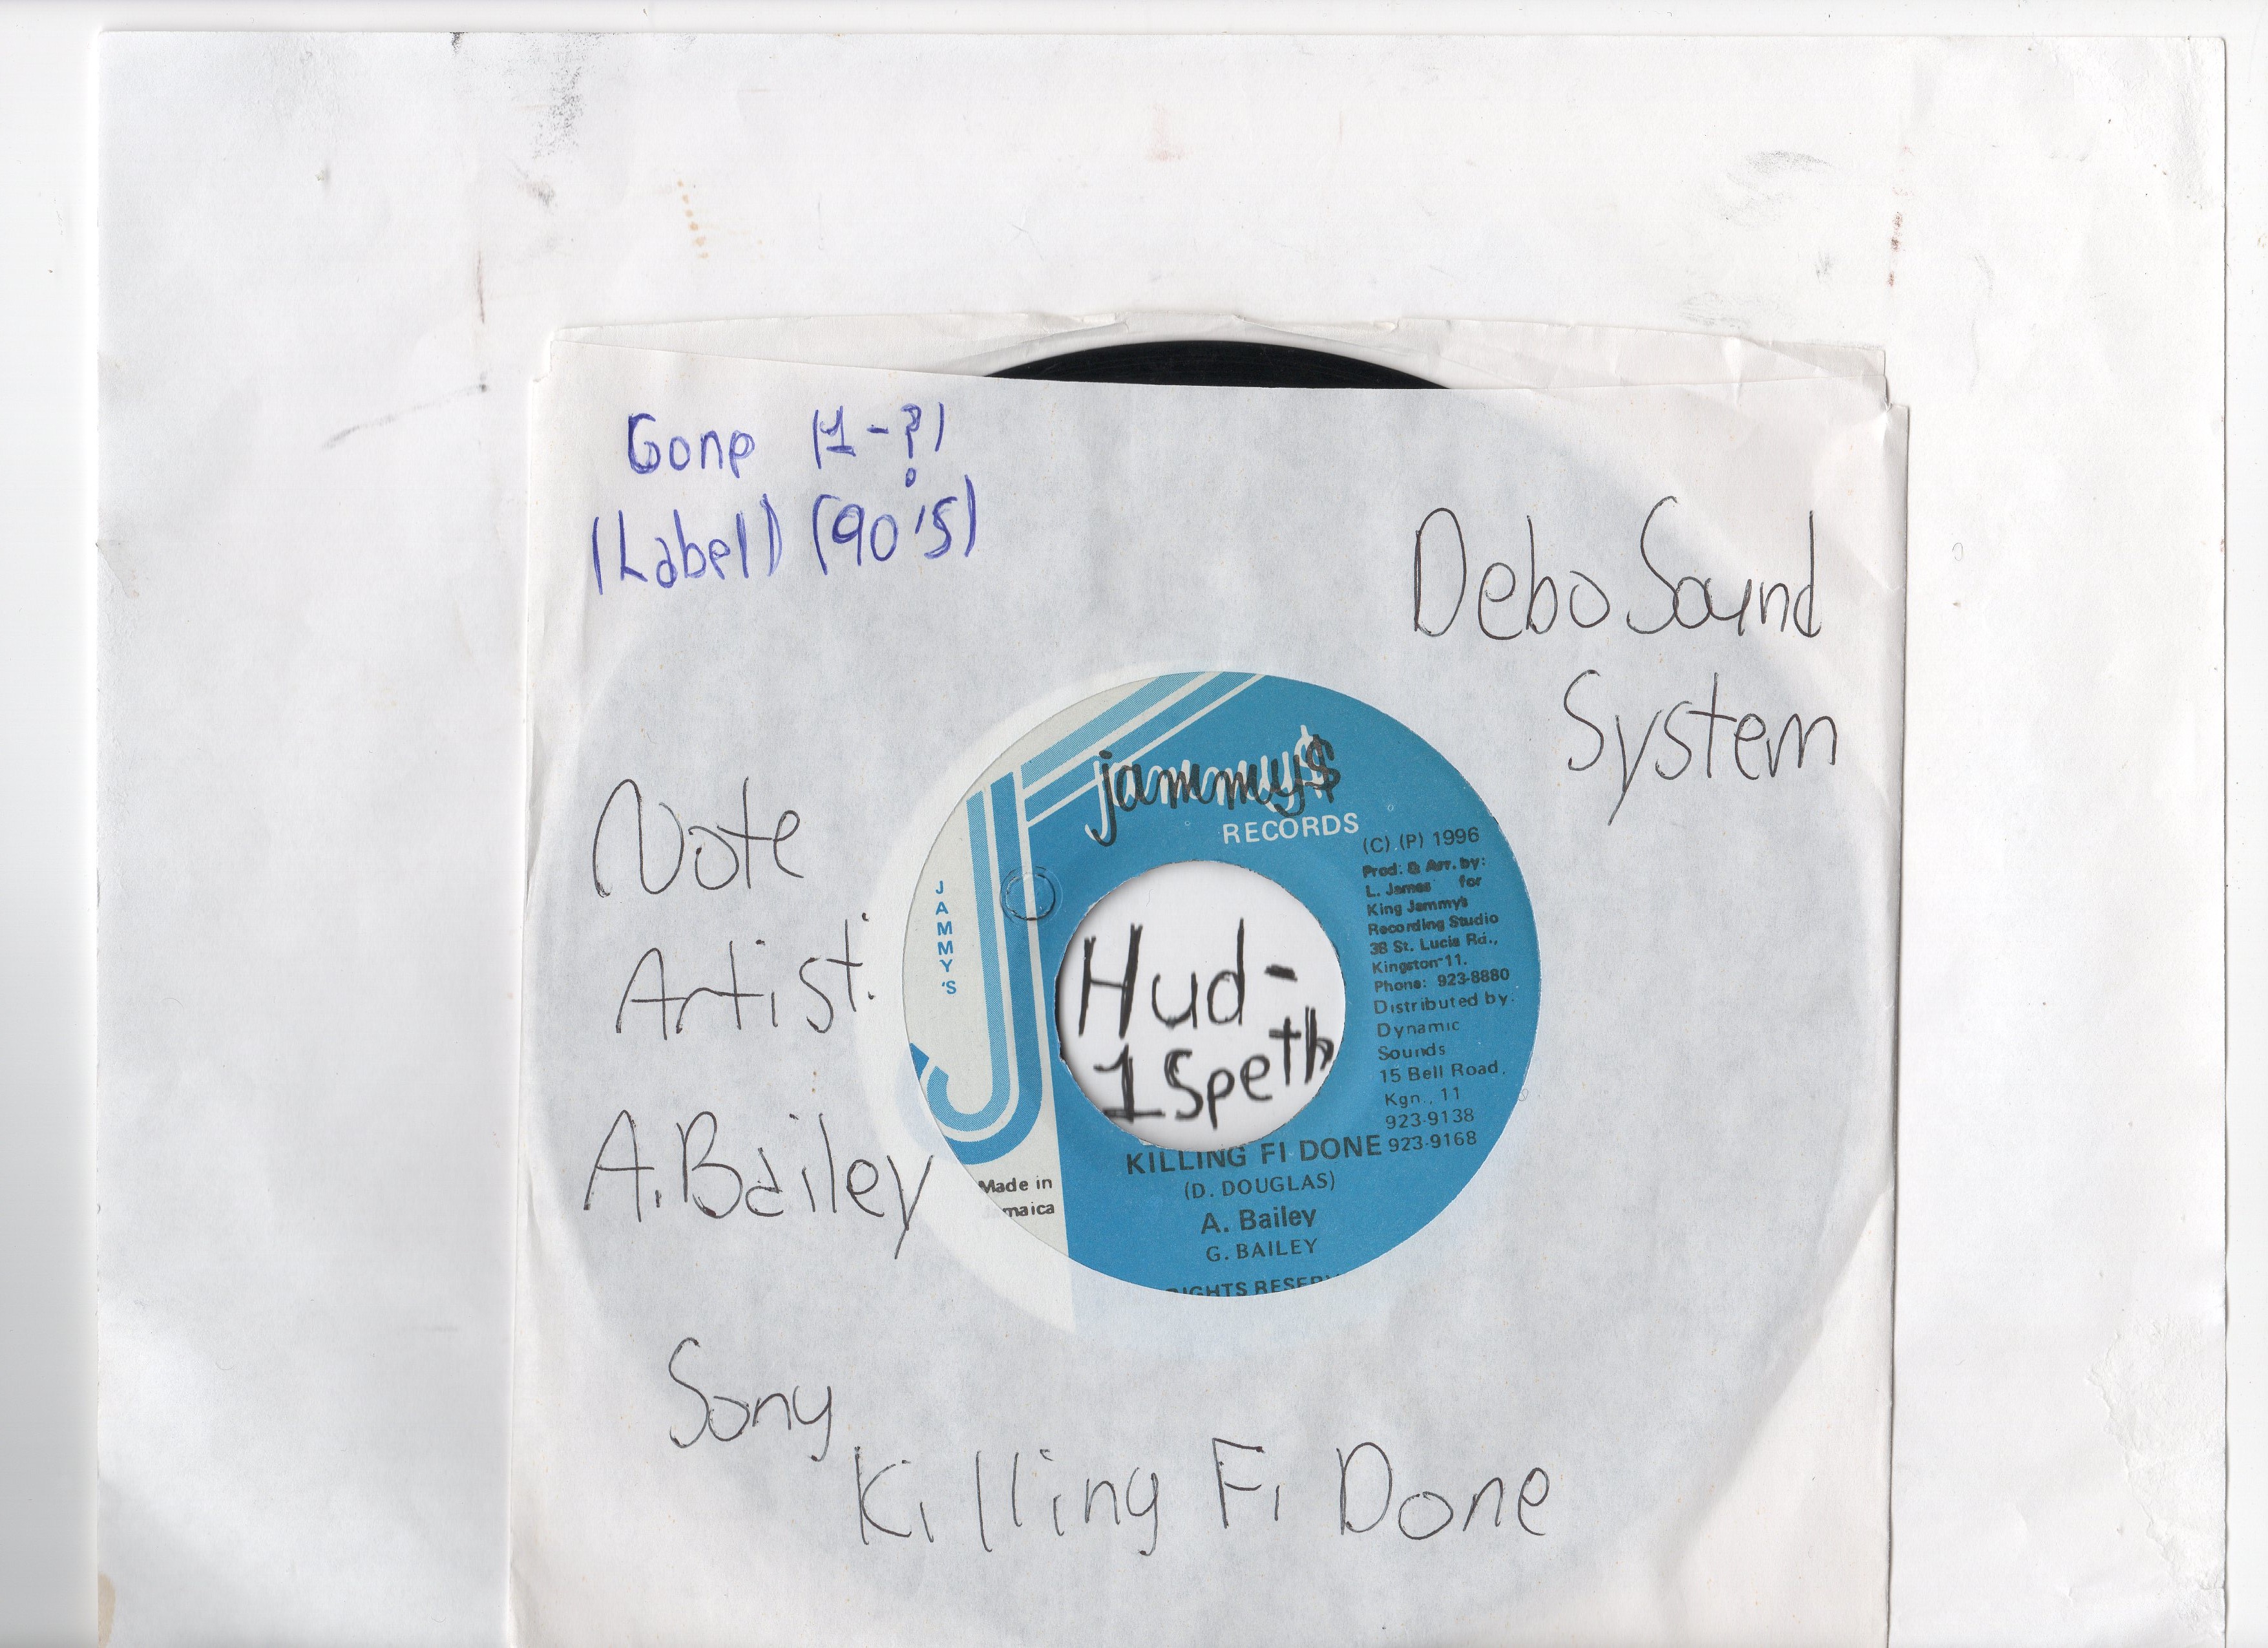 Gone (1-?)
(Label) (90's)
Debo Sound
System
Note
Artist:
A. Bailey
Song
Killing Fi Done
jammy$
RECORDS
JAMMY'S
(C) (P) 1996
Prod. & Arr. by:
L. James for
King Jammy's
Recording Studio
38 St. Lucia Rd.,
Kingston 11.
Phone: 923-8880
Distributed by:
Dynamic
Sounds
15 Bell Road,
Kgn., 11
923-9138
923-9168
Hud-
1Speth
KILLING FI DONE
(D. DOUGLAS)
A. Bailey
G. BAILEY
Made in
maica
RIGHTS RESERV